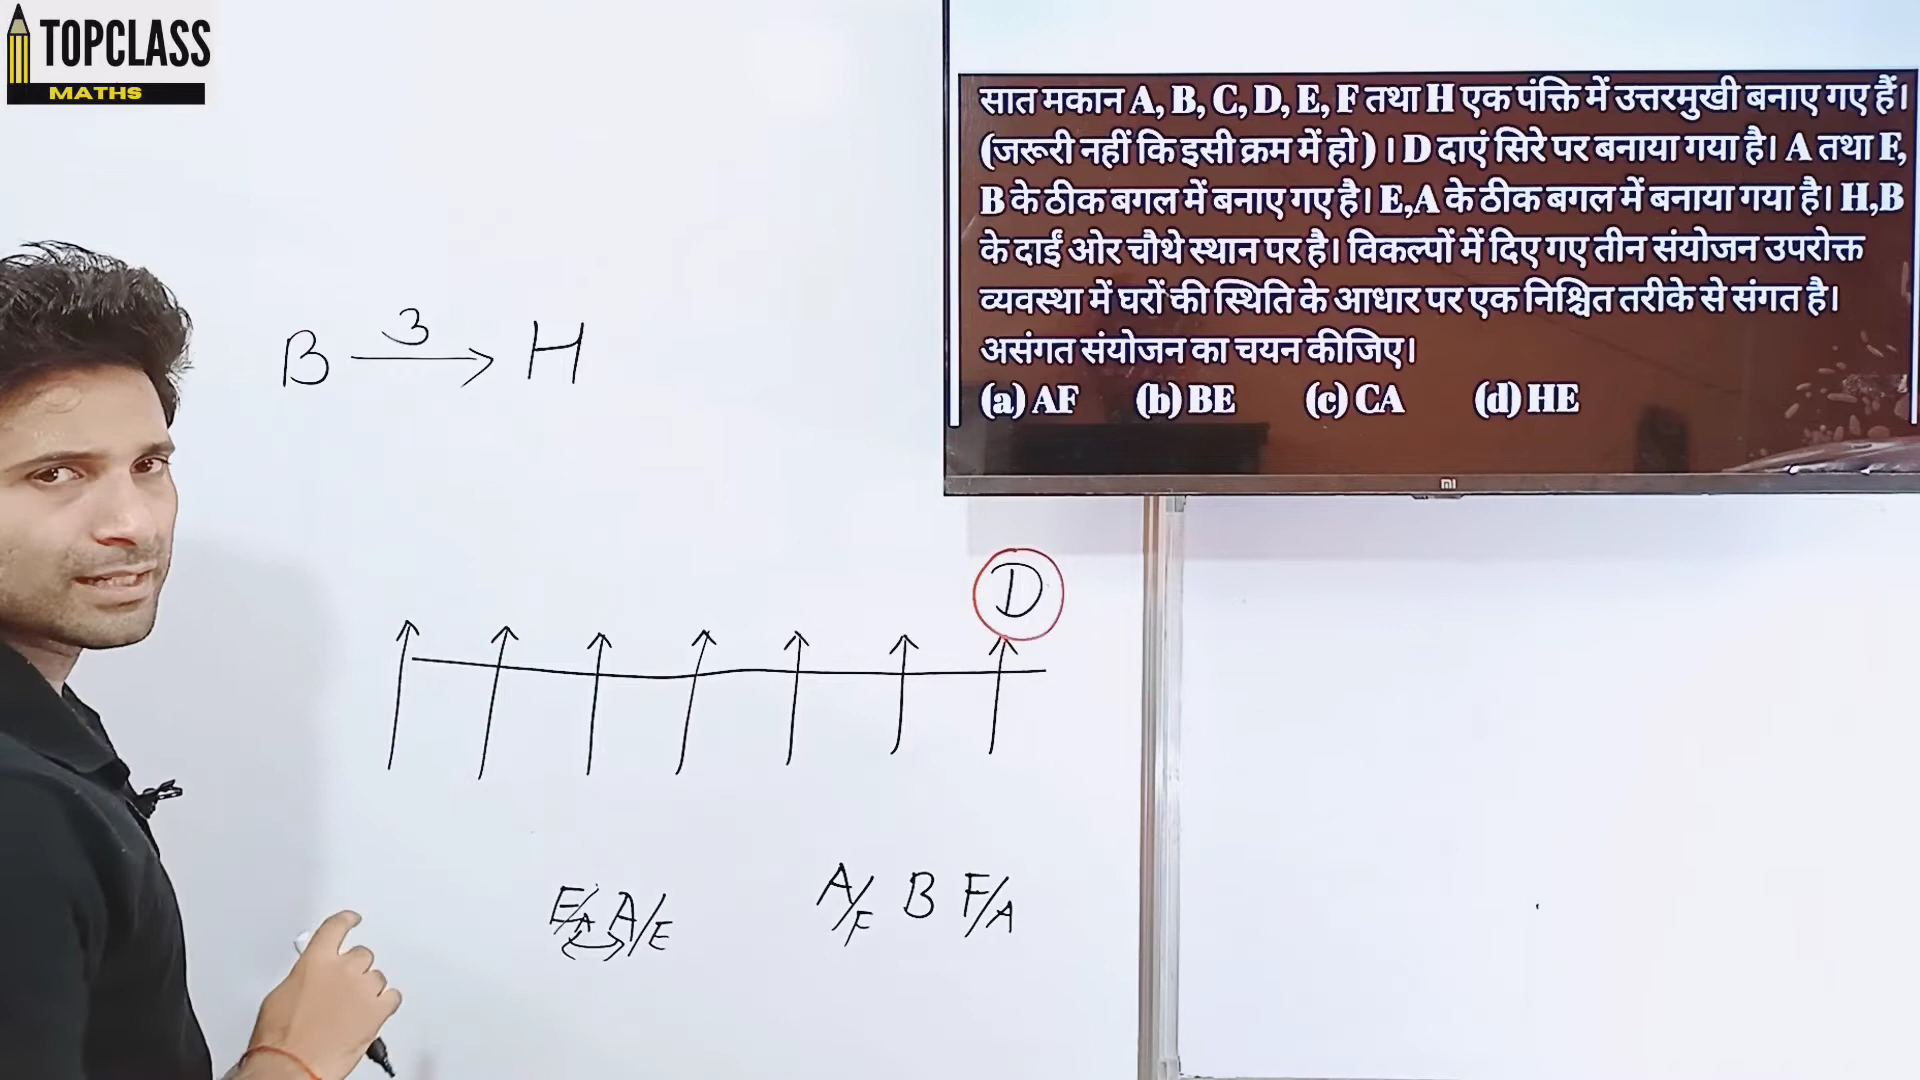 TOPCLASS
MATHS
सात मकान A, B, C, D, E, F तथा H एक पंक्ति में उत्तरमुखी बनाए गए हैं।
(जरूरी नहीं कि इसी क्रम में हो) । D दाएं सिरे पर बनाया गया है। A तथा F,
B के ठीक बगल में बनाए गए है। E,A के ठीक बगल में बनाया गया है। H,B
के दाईं ओर चौथे स्थान पर है। विकल्पों में दिए गए तीन संयोजन उपरोक्त
व्यवस्था में घरों की स्थिति के आधार पर एक निश्चित तरीके से संगत है।
असंगत संयोजन का चयन कीजिए।
(a) AF (b) BE (c) CA (d) HE
mi
B 3 H
D
E/A A/E
A/F B F/A